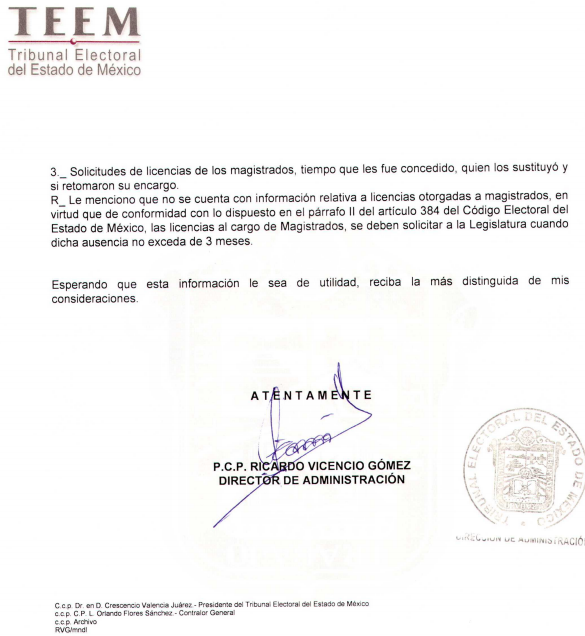 TEEM
Tribunal Electoral
del Estado de México
3._ Solicitudes de licencias de los magistrados, tiempo que les fue concedido, quien los sustituyó y
si retomaron su encargo.
R_ Le menciono que no se cuenta con información relativa a licencias otorgadas a magistrados, en
virtud que de conformidad con lo dispuesto en el párrafo II del artículo 384 del Código Electoral del
Estado de México, las licencias al cargo de Magistrados, se deben solicitar a la Legislatura cuando
dicha ausencia no exceda de 3 meses.
Esperando que esta información le sea de utilidad, reciba la más distinguida de mis
consideraciones.
ATENTAMENTE
P.C.P. RICARDO VICENCIO GÓMEZ
DIRECTOR DE ADMINISTRACIÓN
TRIBUNAL ELECTORAL DEL ESTADO DE MEXICO
DIRECCION DE ADMINISTRACIÓ
C.c.p. Dr. en D. Crescencio Valencia Juárez.- Presidente del Tribunal Electoral del Estado de México
c.c.p. C.P. L. Orlando Flores Sánchez.- Contralor General
c.c.p. Archivo
RVG/mndl